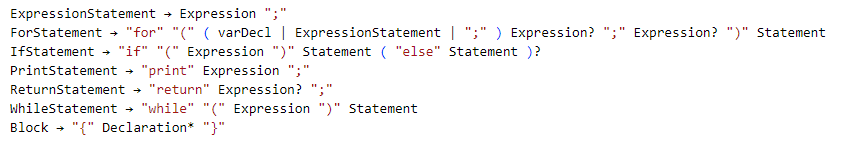 ExpressionStatement → Expression ";"
ForStatement → "for" "(" ( varDecl | ExpressionStatement | ";" ) Expression? ";" Expression? ")" Statement
IfStatement → "if" "(" Expression ")" Statement ( "else" Statement )?
PrintStatement → "print" Expression ";"
ReturnStatement → "return" Expression? ";"
WhileStatement → "while" "(" Expression ")" Statement
Block → "{" Declaration* "}"